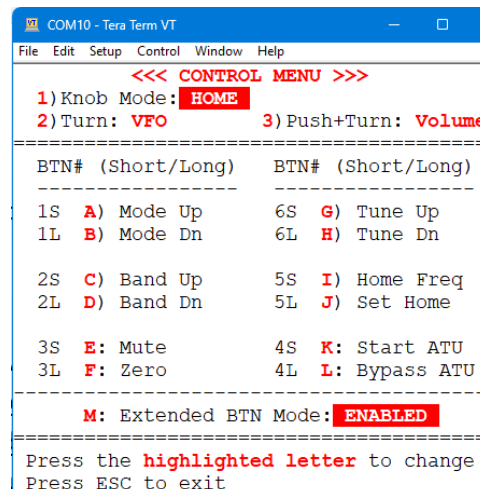 COM10 - Tera Term VT
File Edit Setup Control Window Help
<<< CONTROL MENU >>>
1)Knob Mode: HOME
2)Turn: VFO 3)Push+Turn: Volume
==========================================
BTN# (Short/Long) BTN# (Short/Long)
----------------- -----------------
1S A) Mode Up 6S G) Tune Up
1L B) Mode Dn 6L H) Tune Dn
2S C) Band Up 5S I) Home Freq
2L D) Band Dn 5L J) Set Home
3S E: Mute 4S K: Start ATU
3L F: Zero 4L L: Bypass ATU
------------------------------------------
M: Extended BTN Mode: ENABLED
==========================================
Press the highlighted letter to change
Press ESC to exit